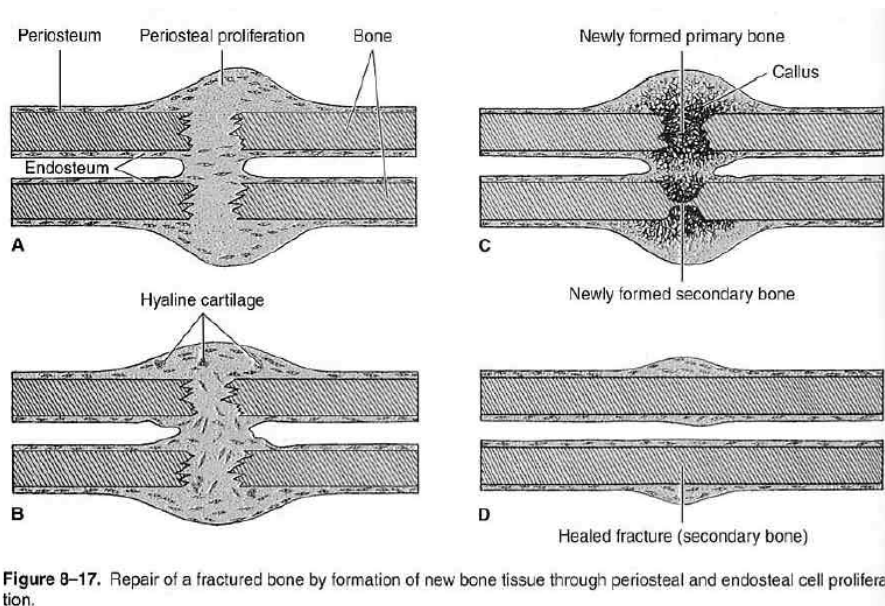 Periosteum
Periosteal proliferation
Bone
Endosteum
A
Hyaline cartilage
B
Newly formed primary bone
Callus
C
Newly formed secondary bone
D
Healed fracture (secondary bone)
Figure 8–17. Repair of a fractured bone by formation of new bone tissue through periosteal and endosteal cell prolifera
tion.